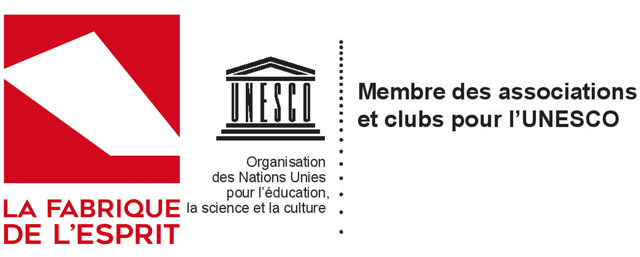 LA FABRIQUE
DE L'ESPRIT
UNESCO
Organisation
des Nations Unies
pour l'éducation,
la science et la culture
Membre des associations
et clubs pour l'UNESCO